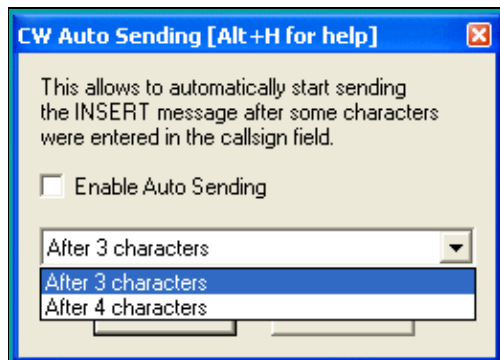 CW Auto Sending [Alt+H for help]
This allows to automatically start sending
the INSERT message after some characters
were entered in the callsign field.
Enable Auto Sending
After 3 characters
After 3 characters
After 4 characters